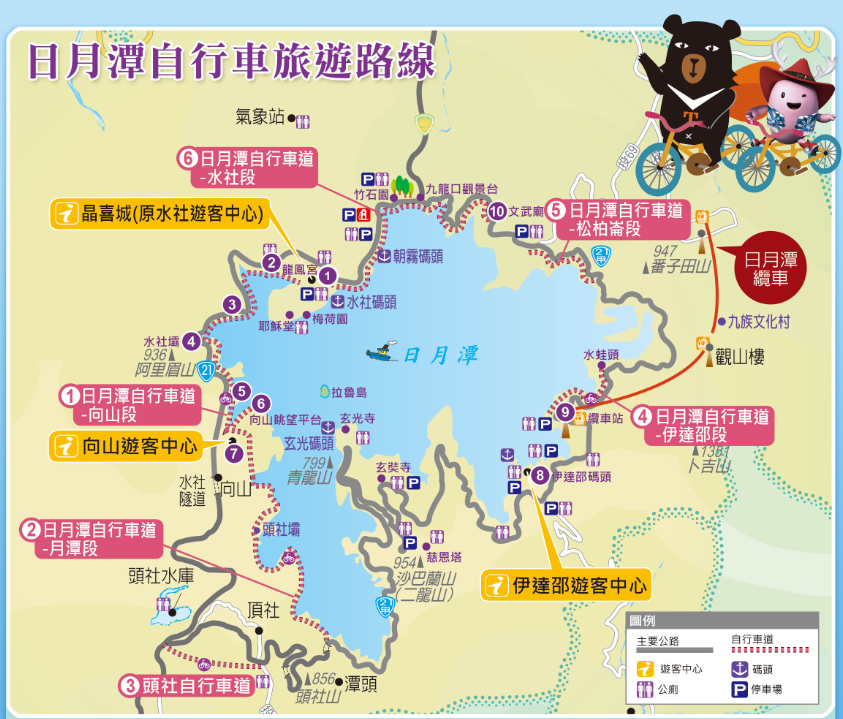 日月潭自行車旅遊路線
氣象站
⑥日月潭自行車道
-水社段
晶喜城(原水社遊客中心)
竹石園
九龍口觀景台
⑩文武廟
⑤日月潭自行車道
-松柏崙段
投69
21甲
947
番子田山
日月潭
纜車
九族文化村
觀山樓
②
龍鳳宮
①
朝霧碼頭
水社碼頭
③
耶穌堂
梅荷園
水社壩④
936
阿里眉山
21
日月潭
水蛙頭
①日月潭自行車道
-向山段
⑤
⑥
向山眺望平台
拉魯島
玄光寺
玄光碼頭
⑨纜車站
④日月潭自行車道
-伊達邵段
1381
卜吉山
向山遊客中心
⑦
799
青龍山
玄奘寺
⑧伊達邵碼頭
水社
隧道
向山
②日月潭自行車道
-月潭段
頭社壩
慈恩塔
954
沙巴蘭山
(二龍山)
伊達邵遊客中心
頭社水庫
頂社
21甲
③頭社自行車道
856
頭社山
潭頭
圖例
主要公路
自行車道
遊客中心
碼頭
公廁
P停車場